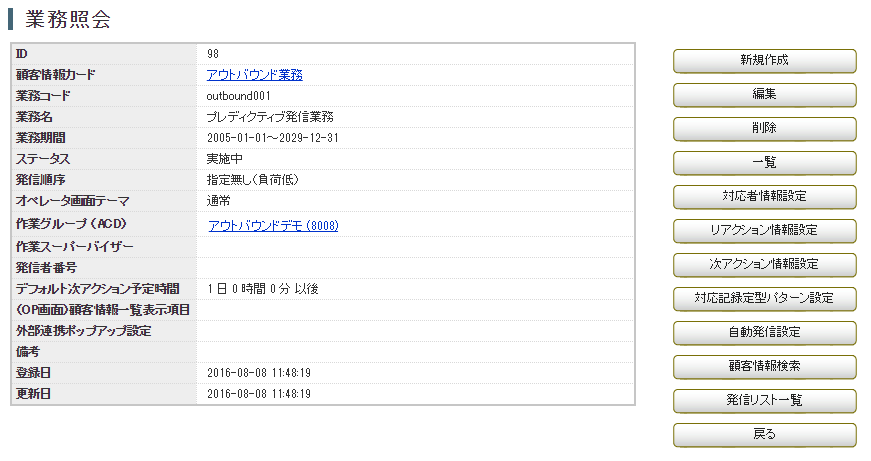 業務照会
ID 98
顧客情報カード アウトバウンド業務
業務コード outbound001
業務名 プレディクティブ発信業務
業務期間 2005-01-01～2029-12-31
ステータス 実施中
発信順序 指定無し(負荷低)
オペレータ画面テーマ 通常
作業グループ (ACD) アウトバウンドデモ (8008)
作業スーパーバイザー
発信者番号
デフォルト次アクション予定時間 1 日 0 時間 0 分 以後
(OP画面)顧客情報一覧表示項目
外部連携ポップアップ設定
備考
登録日 2016-08-08 11:48:19
更新日 2016-08-08 11:48:19
新規作成
編集
削除
一覧
対応者情報設定
リアクション情報設定
次アクション情報設定
対応記録定型パターン設定
自動発信設定
顧客情報検索
発信リスト一覧
戻る